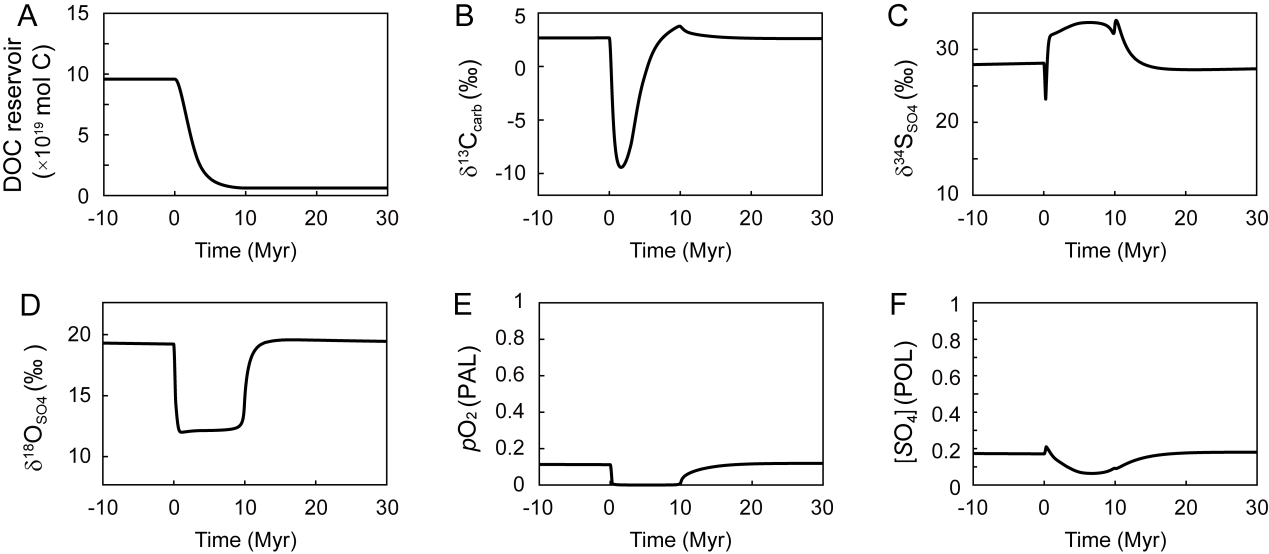 A
DOC reservoir
(×10¹⁹ mol C)
15
10
5
0
-10 0 10 20 30
Time (Myr)
B
δ¹³Ccarb (‰)
5
0
-5
-10
-10 0 10 20 30
Time (Myr)
C
δ³⁴SSO4 (‰)
30
20
10
-10 0 10 20 30
Time (Myr)
D
δ¹⁸OSO4 (‰)
20
15
10
-10 0 10 20 30
Time (Myr)
E
pO₂ (PAL)
1
0.8
0.6
0.4
0.2
0
-10 0 10 20 30
Time (Myr)
F
[SO₄] (POL)
1
0.8
0.6
0.4
0.2
0
-10 0 10 20 30
Time (Myr)